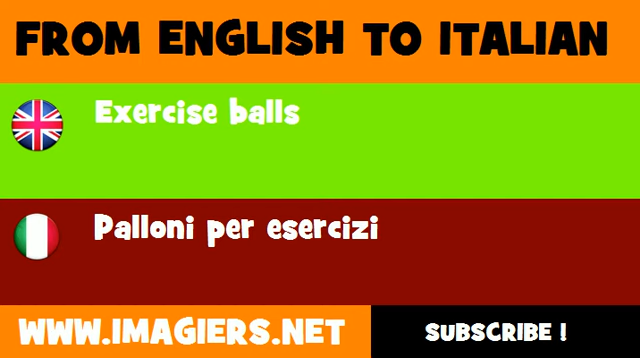 FROM ENGLISH TO ITALIAN
Exercise balls
Palloni per esercizi
WWW.IMAGIERS.NET
SUBSCRIBE !